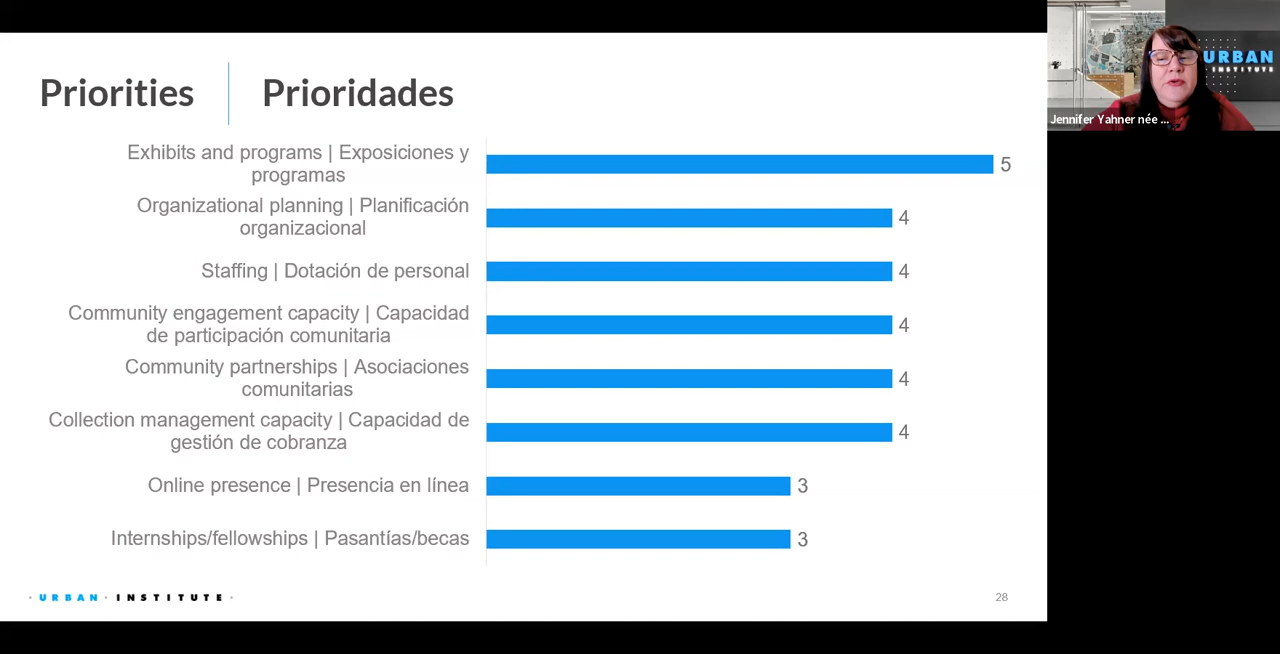 Priorities
Prioridades
Exhibits and programs | Exposiciones y
programas
5
Organizational planning | Planificación
organizacional
4
Staffing | Dotación de personal
4
Community engagement capacity | Capacidad
de participación comunitaria
4
Community partnerships | Asociaciones
comunitarias
4
Collection management capacity | Capacidad de
gestión de cobranza
4
Online presence | Presencia en línea
3
Internships/fellowships | Pasantías/becas
3
· URBAN · INSTITUTE ·
28
URBAN
INSTITUTE
Jennifer Yahner née ...